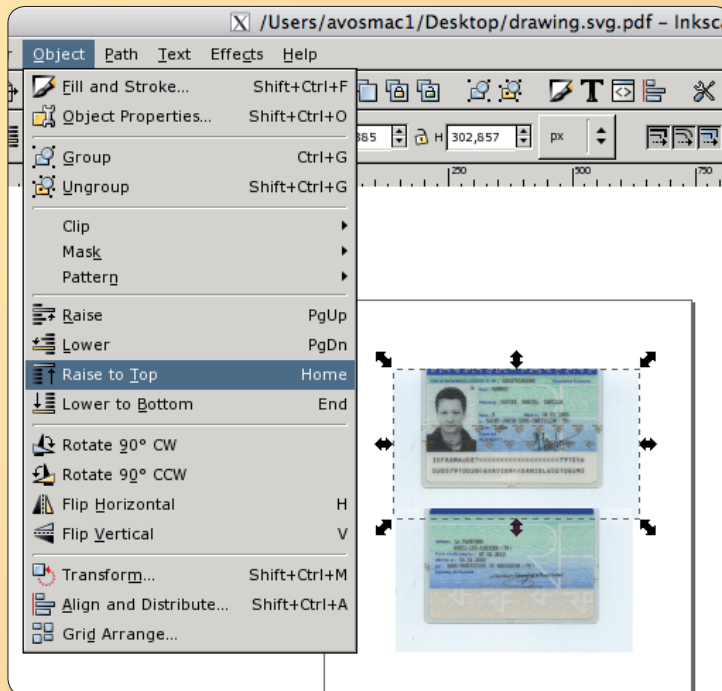 /Users/avosmac1/Desktop/drawing.svg.pdf – Inksca
r Object Path Text Effects Help
Fill and Stroke... Shift+Ctrl+F
Object Properties... Shift+Ctrl+O
385 H 302,857 px
Group Ctrl+G
Ungroup Shift+Ctrl+G
250 500 750
Clip
Mask
Pattern
Raise PgUp
Lower PgDn
Raise to Top Home
Lower to Bottom End
Rotate 90° CW
Rotate 90° CCW
Flip Horizontal H
Flip Vertical V
Transform... Shift+Ctrl+M
Align and Distribute... Shift+Ctrl+A
Grid Arrange...